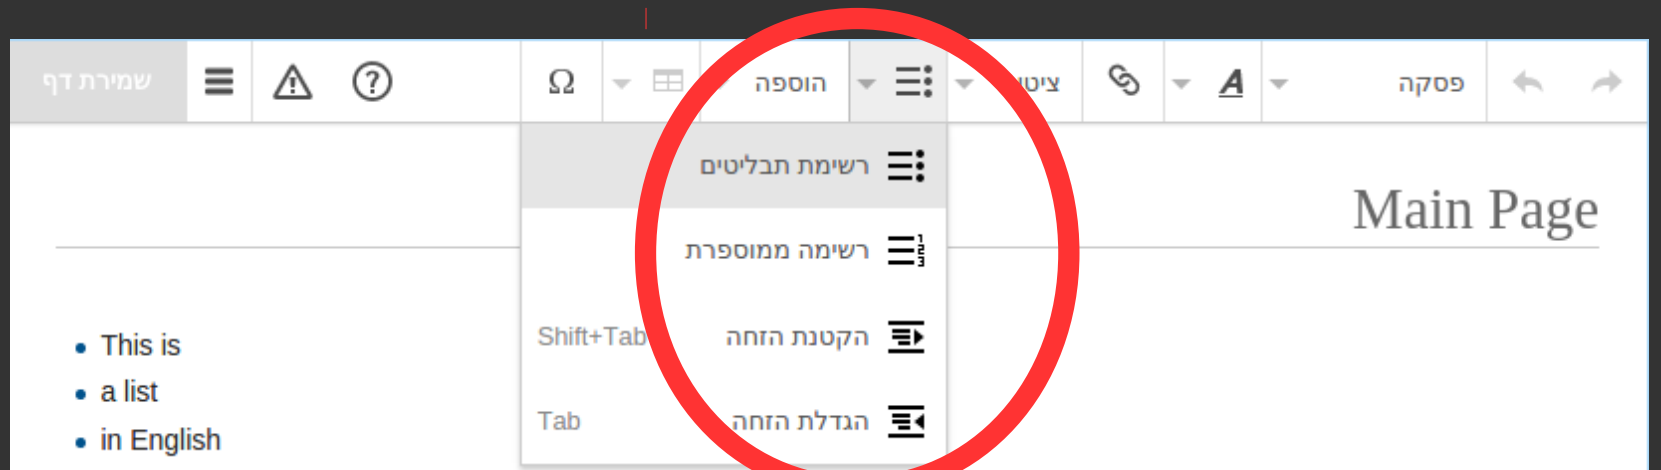 פסקה
A
ציטו
הוספה
Ω
?
שמירת דף
רשימת תבליטים
רשימה ממוספרת
הקטנת הזחה Shift+Tab
הגדלת הזחה Tab
Main Page
This is
a list
in English